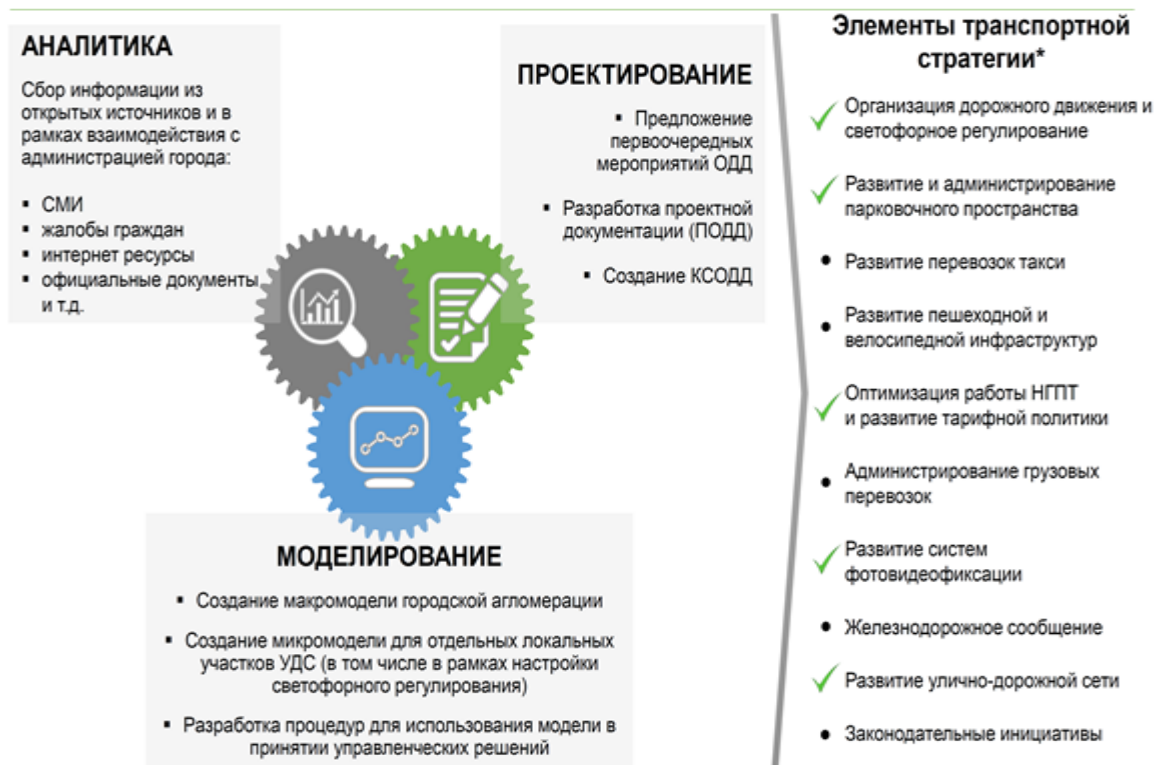 АНАЛИТИКА
Сбор информации из
открытых источников и в
рамках взаимодействия с
администрацией города:
▪ СМИ
▪ жалобы граждан
▪ интернет ресурсы
▪ официальные документы
и т.д.
ПРОЕКТИРОВАНИЕ
▪ Предложение
первоочередных
мероприятий ОДД
▪ Разработка проектной
документации (ПОДД)
▪ Создание КСОДД
МОДЕЛИРОВАНИЕ
▪ Создание макромодели городской агломерации
▪ Создание микромодели для отдельных локальных
участков УДС (в том числе в рамках настройки
светофорного регулирования)
▪ Разработка процедур для использования модели в
принятии управленческих решений
Элементы транспортной
стратегии*
✓ Организация дорожного движения и
светофорное регулирование
✓ Развитие и администрирование
парковочного пространства
• Развитие перевозок такси
• Развитие пешеходной и
велосипедной инфраструктур
✓ Оптимизация работы НГПТ
и развитие тарифной политики
• Администрирование грузовых
перевозок
✓ Развитие систем
фотовидеофиксации
• Железнодорожное сообщение
✓ Развитие улично-дорожной сети
• Законодательные инициативы